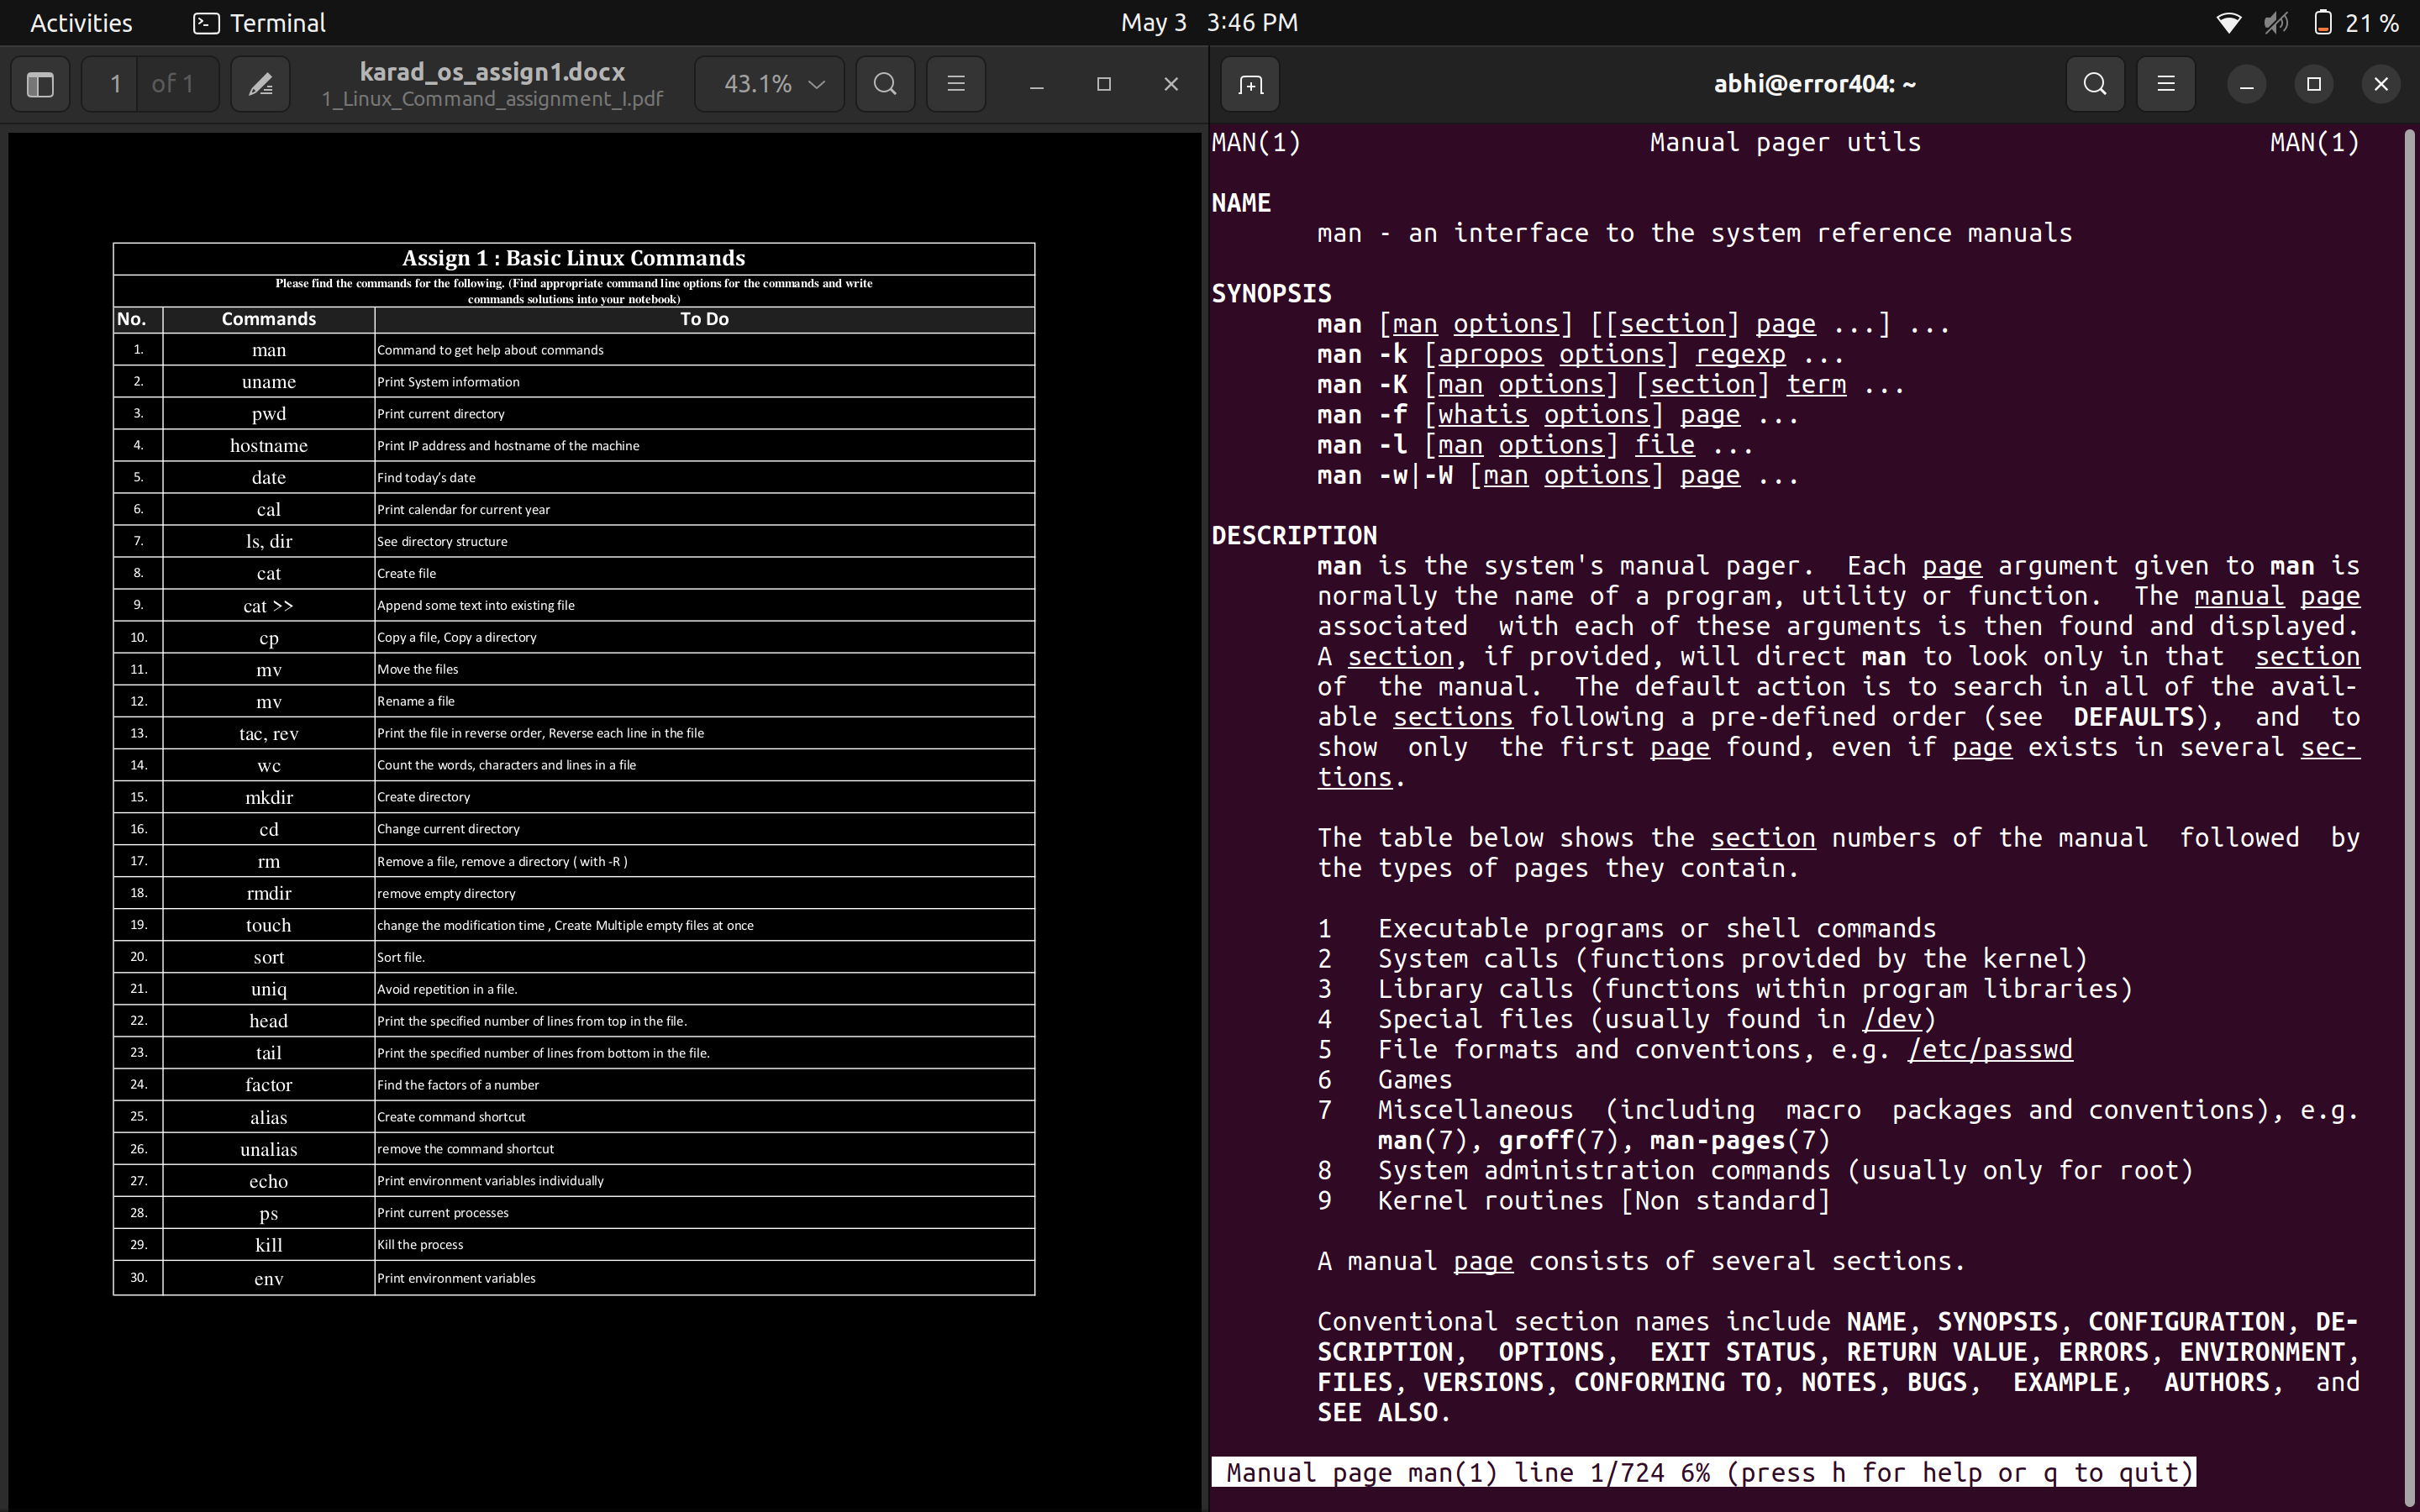 Activities Terminal May 3 3:46 PM 21 %
1 of 1 karad_os_assign1.docx 43.1%
1_Linux_Command_assignment_I.pdf
Assign 1 : Basic Linux Commands
Please find the commands for the following. (Find appropriate command line options for the commands and write
commands solutions into your notebook)
No. Commands To Do
1. man Command to get help about commands
2. uname Print System information
3. pwd Print current directory
4. hostname Print IP address and hostname of the machine
5. date Find today’s date
6. cal Print calendar for current year
7. ls, dir See directory structure
8. cat Create file
9. cat >> Append some text into existing file
10. cp Copy a file, Copy a directory
11. mv Move the files
12. mv Rename a file
13. tac, rev Print the file in reverse order, Reverse each line in the file
14. wc Count the words, characters and lines in a file
15. mkdir Create directory
16. cd Change current directory
17. rm Remove a file, remove a directory ( with -R )
18. rmdir remove empty directory
19. touch change the modification time , Create Multiple empty files at once
20. sort Sort file.
21. uniq Avoid repetition in a file.
22. head Print the specified number of lines from top in the file.
23. tail Print the specified number of lines from bottom in the file.
24. factor Find the factors of a number
25. alias Create command shortcut
26. unalias remove the command shortcut
27. echo Print environment variables individually
28. ps Print current processes
29. kill Kill the process
30. env Print environment variables
abhi@error404: ~
MAN(1) Manual pager utils MAN(1)
NAME
man - an interface to the system reference manuals
SYNOPSIS
man [man options] [[section] page ...] ...
man -k [apropos options] regexp ...
man -K [man options] [section] term ...
man -f [whatis options] page ...
man -l [man options] file ...
man -w|-W [man options] page ...
DESCRIPTION
man is the system's manual pager. Each page argument given to man is
normally the name of a program, utility or function. The manual page
associated with each of these arguments is then found and displayed.
A section, if provided, will direct man to look only in that section
of the manual. The default action is to search in all of the avail-
able sections following a pre-defined order (see DEFAULTS), and to
show only the first page found, even if page exists in several sec-
tions.
The table below shows the section numbers of the manual followed by
the types of pages they contain.
1 Executable programs or shell commands
2 System calls (functions provided by the kernel)
3 Library calls (functions within program libraries)
4 Special files (usually found in /dev)
5 File formats and conventions, e.g. /etc/passwd
6 Games
7 Miscellaneous (including macro packages and conventions), e.g.
man(7), groff(7), man-pages(7)
8 System administration commands (usually only for root)
9 Kernel routines [Non standard]
A manual page consists of several sections.
Conventional section names include NAME, SYNOPSIS, CONFIGURATION, DE-
SCRIPTION, OPTIONS, EXIT STATUS, RETURN VALUE, ERRORS, ENVIRONMENT,
FILES, VERSIONS, CONFORMING TO, NOTES, BUGS, EXAMPLE, AUTHORS, and
SEE ALSO.
Manual page man(1) line 1/724 6% (press h for help or q to quit)